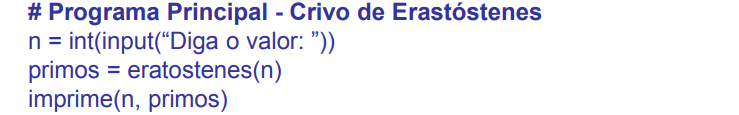 # Programa Principal - Crivo de Erastóstenes
n = int(input(“Diga o valor: ”))
primos = eratostenes(n)
imprime(n, primos)